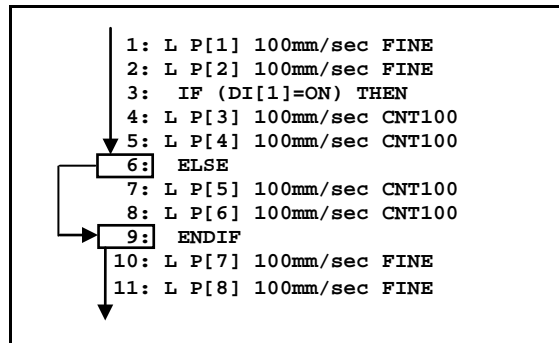 1: L P[1] 100mm/sec FINE
2: L P[2] 100mm/sec FINE
3: IF (DI[1]=ON) THEN
4: L P[3] 100mm/sec CNT100
5: L P[4] 100mm/sec CNT100
6: ELSE
7: L P[5] 100mm/sec CNT100
8: L P[6] 100mm/sec CNT100
9: ENDIF
10: L P[7] 100mm/sec FINE
11: L P[8] 100mm/sec FINE